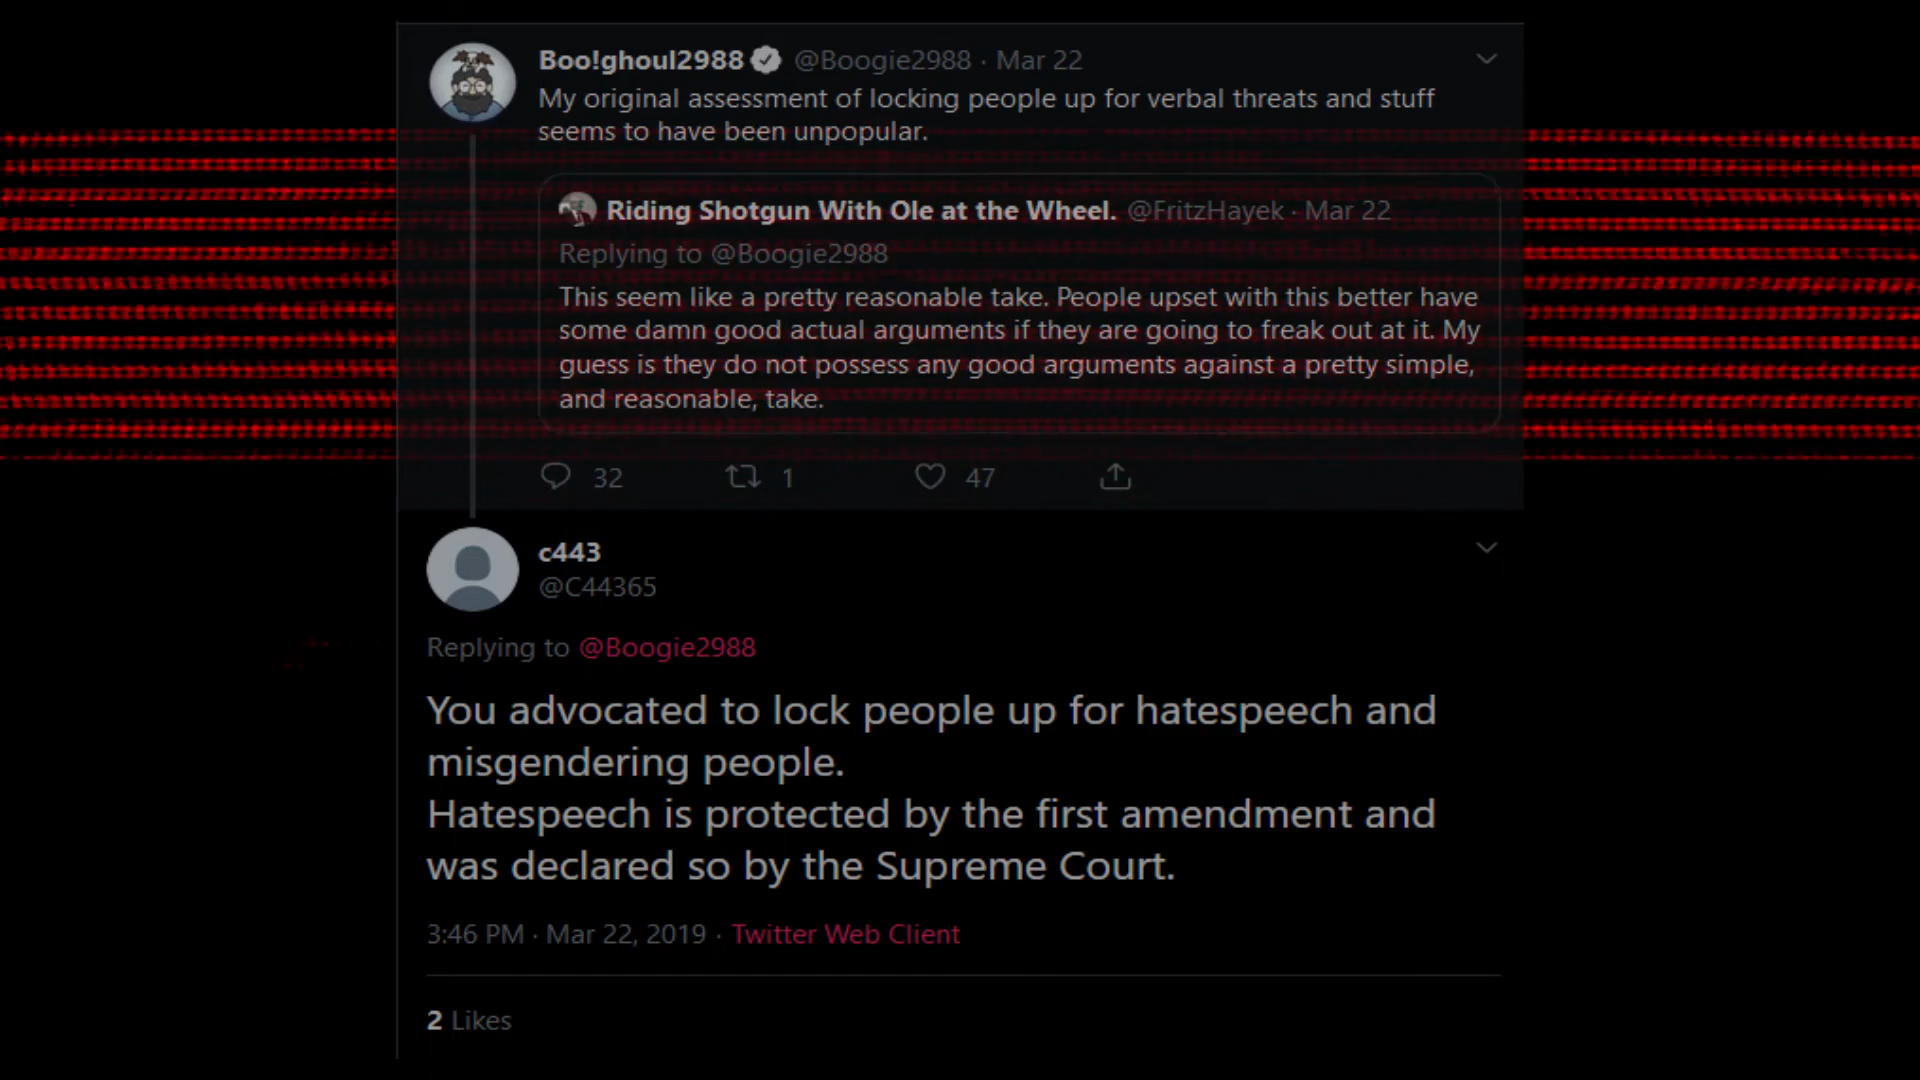 Boo!ghoul2988 @Boogie2988 · Mar 22
My original assessment of locking people up for verbal threats and stuff
seems to have been unpopular.
Riding Shotgun With Ole at the Wheel. @FritzHayek · Mar 22
Replying to @Boogie2988
This seem like a pretty reasonable take. People upset with this better have
some damn good actual arguments if they are going to freak out at it. My
guess is they do not possess any good arguments against a pretty simple,
and reasonable, take.
32 1 47
c443
@C44365
Replying to @Boogie2988
You advocated to lock people up for hatespeech and
misgendering people.
Hatespeech is protected by the first amendment and
was declared so by the Supreme Court.
3:46 PM · Mar 22, 2019 · Twitter Web Client
2 Likes